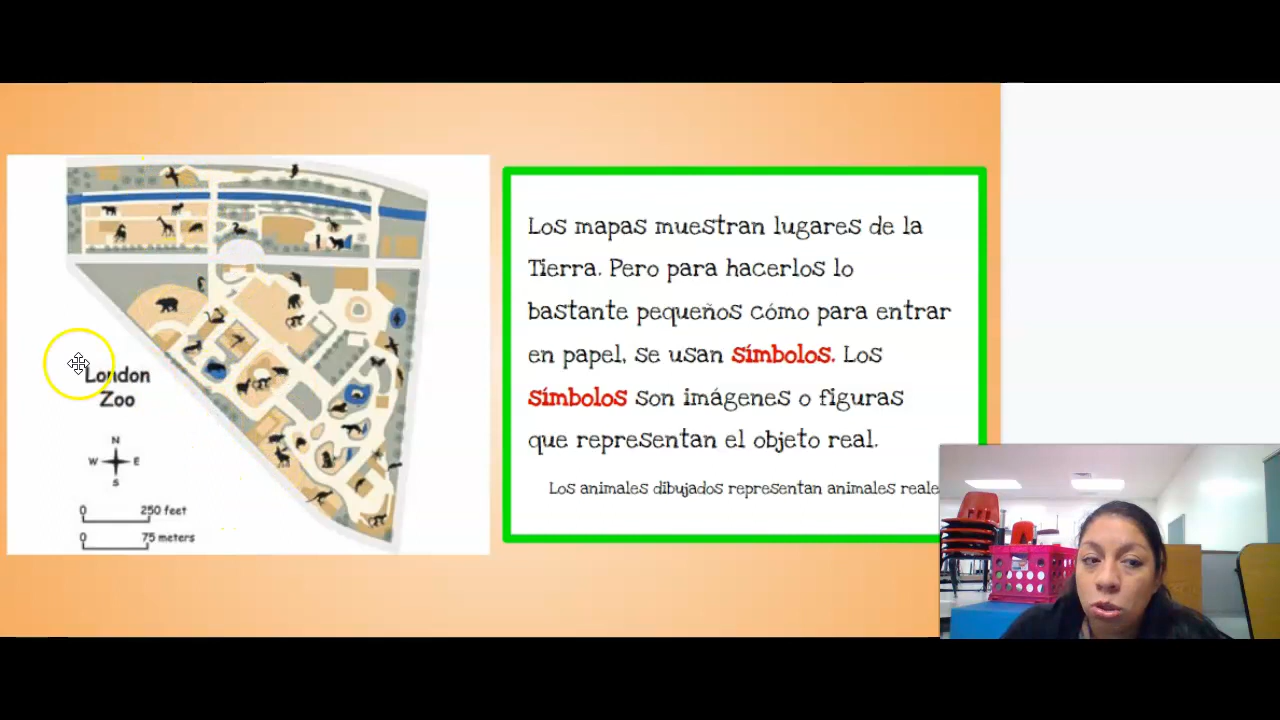 London
Zoo
N
W E
S
0 250 feet
0 75 meters
Los mapas muestran lugares de la
Tierra. Pero para hacerlos lo
bastante pequeños cómo para entrar
en papel, se usan símbolos. Los
símbolos son imágenes o figuras
que representan el objeto real.
Los animales dibujados representan animales reale